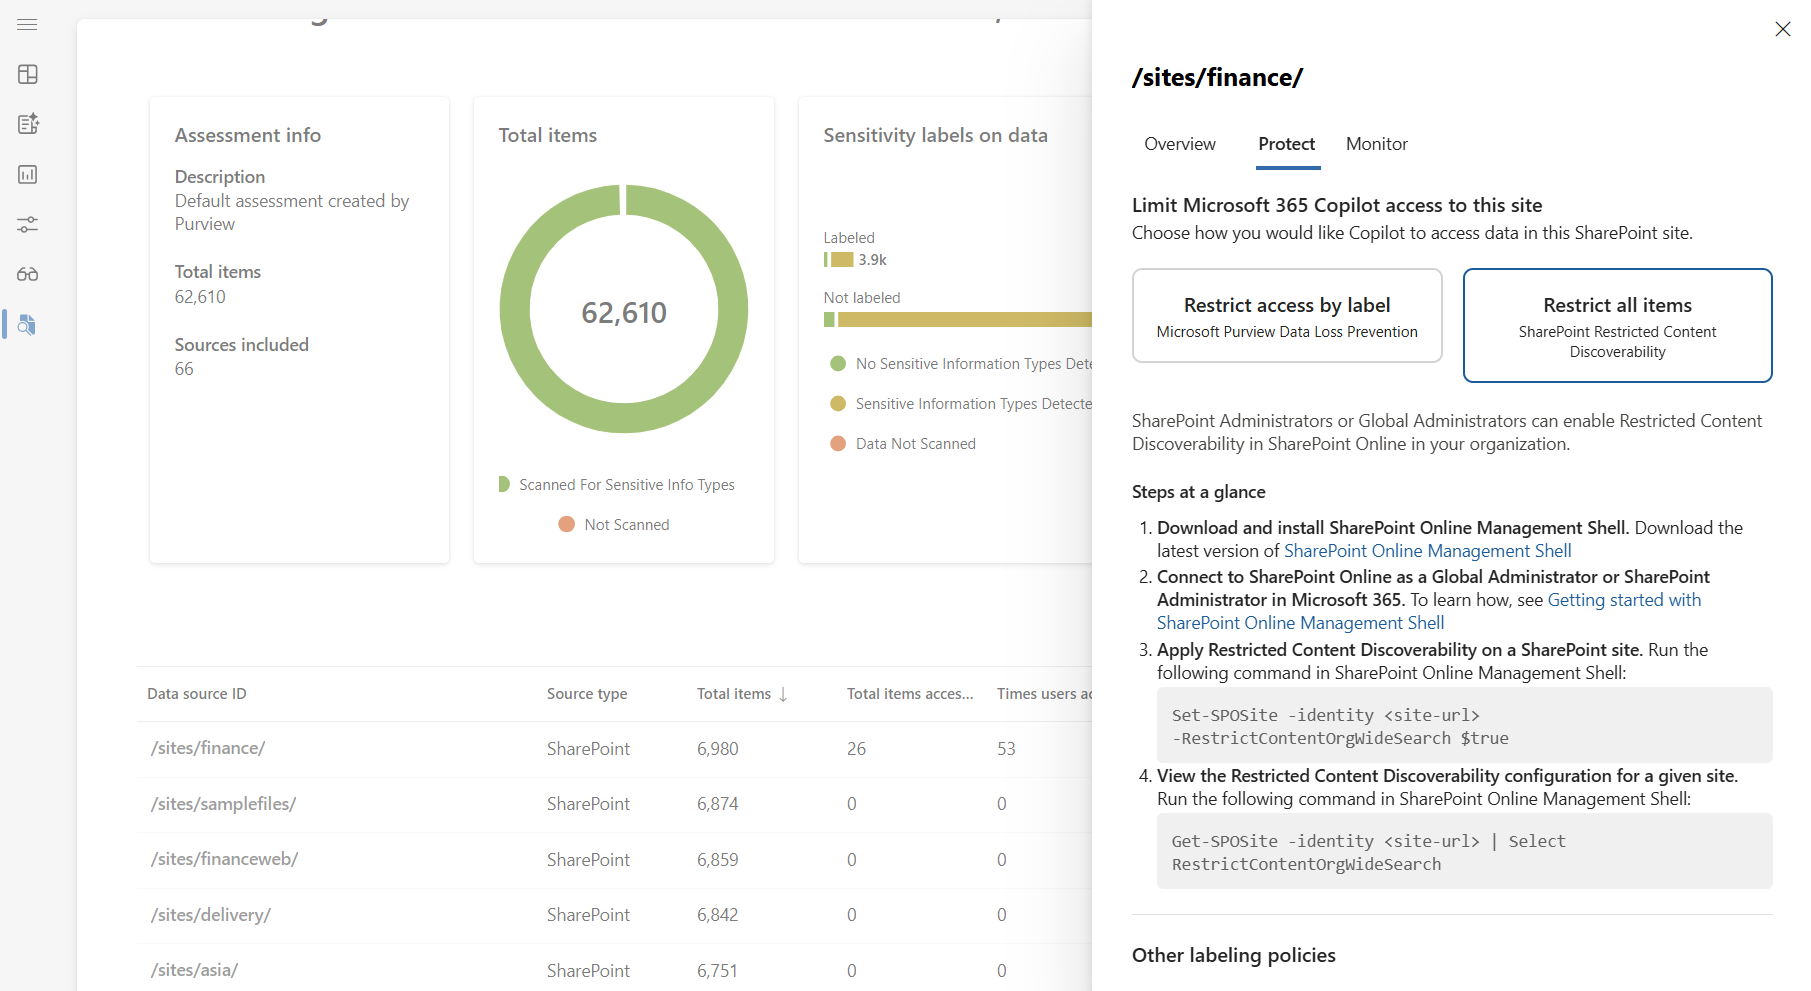 Assessment info
Description
Default assessment created by
Purview
Total items
62,610
Sources included
66
Total items
62,610
Scanned For Sensitive Info Types
Not Scanned
Sensitivity labels on data
Labeled
3.9k
Not labeled
No Sensitive Information Types Dete
Sensitive Information Types Detecte
Data Not Scanned
Data source ID Source type Total items ↓ Total items acces... Times users ac
/sites/finance/ SharePoint 6,980 26 53
/sites/samplefiles/ SharePoint 6,874 0 0
/sites/financeweb/ SharePoint 6,859 0 0
/sites/delivery/ SharePoint 6,842 0 0
/sites/asia/ SharePoint 6,751 0 0
/sites/finance/
Overview Protect Monitor
Limit Microsoft 365 Copilot access to this site
Choose how you would like Copilot to access data in this SharePoint site.
Restrict access by label
Microsoft Purview Data Loss Prevention
Restrict all items
SharePoint Restricted Content
Discoverability
SharePoint Administrators or Global Administrators can enable Restricted Content
Discoverability in SharePoint Online in your organization.
Steps at a glance
1. Download and install SharePoint Online Management Shell. Download the
latest version of SharePoint Online Management Shell
2. Connect to SharePoint Online as a Global Administrator or SharePoint
Administrator in Microsoft 365. To learn how, see Getting started with
SharePoint Online Management Shell
3. Apply Restricted Content Discoverability on a SharePoint site. Run the
following command in SharePoint Online Management Shell:
Set-SPOSite -identity <site-url>
-RestrictContentOrgWideSearch $true
4. View the Restricted Content Discoverability configuration for a given site.
Run the following command in SharePoint Online Management Shell:
Get-SPOSite -identity <site-url> | Select
RestrictContentOrgWideSearch
Other labeling policies